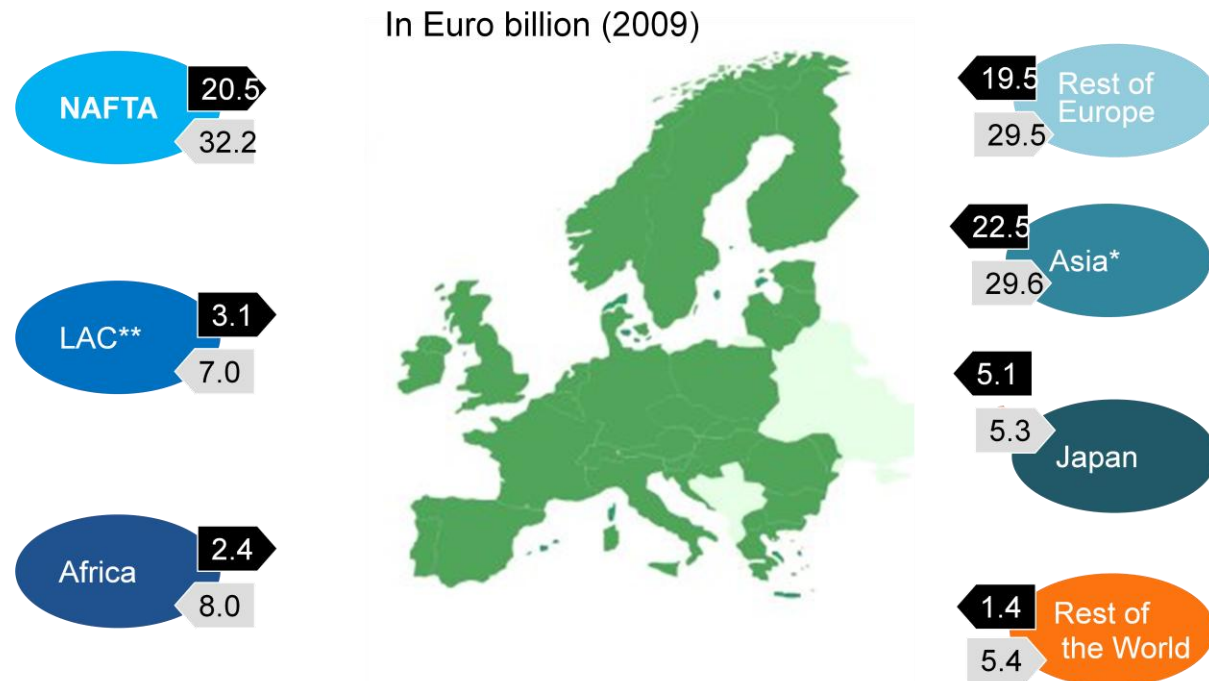 In Euro billion (2009)
NAFTA
20.5
32.2
LAC**
3.1
7.0
Africa
2.4
8.0
19.5
Rest of
Europe
29.5
22.5
Asia*
29.6
5.1
5.3
Japan
1.4
Rest of
the World
5.4